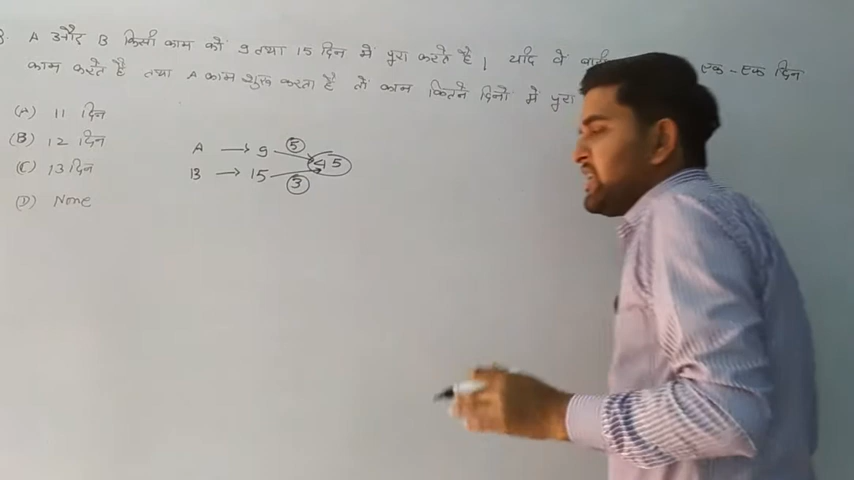 A और B किसी काम को 9 तथा 15 दिन में पुरा करते है | यदि वे एक-एक दिन
काम करते है तथा A काम शुरू करता है तो काम कितने दिनों में पुरा
(A) 11 दिन
(B) 12 दिन
(C) 13 दिन
(D) None
A → 9 5 45
B → 15 3